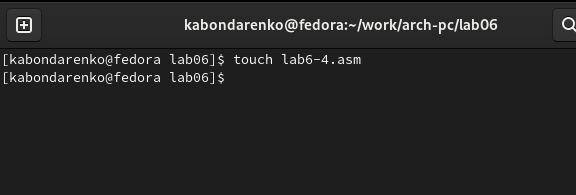 kabondarenko@fedora:~/work/arch-pc/lab06
[kabondarenko@fedora lab06]$ touch lab6-4.asm
[kabondarenko@fedora lab06]$